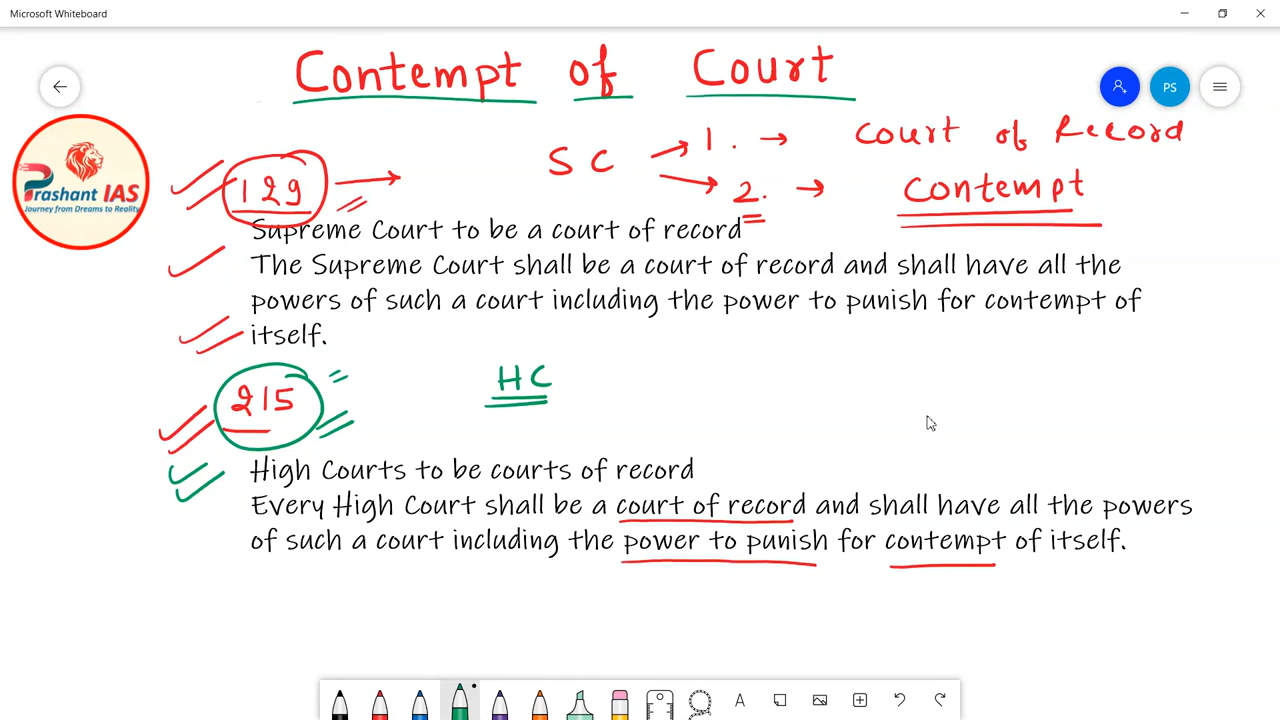 Microsoft Whiteboard
Contempt of Court
PS
Prashant IAS
Journey from Dreams to Reality
129 → SC → 1. → Court of Record
→ 2. → Contempt
Supreme Court to be a court of record
The Supreme Court shall be a court of record and shall have all the
powers of such a court including the power to punish for contempt of
itself.
215 HC
High Courts to be courts of record
Every High Court shall be a court of record and shall have all the powers
of such a court including the power to punish for contempt of itself.
A